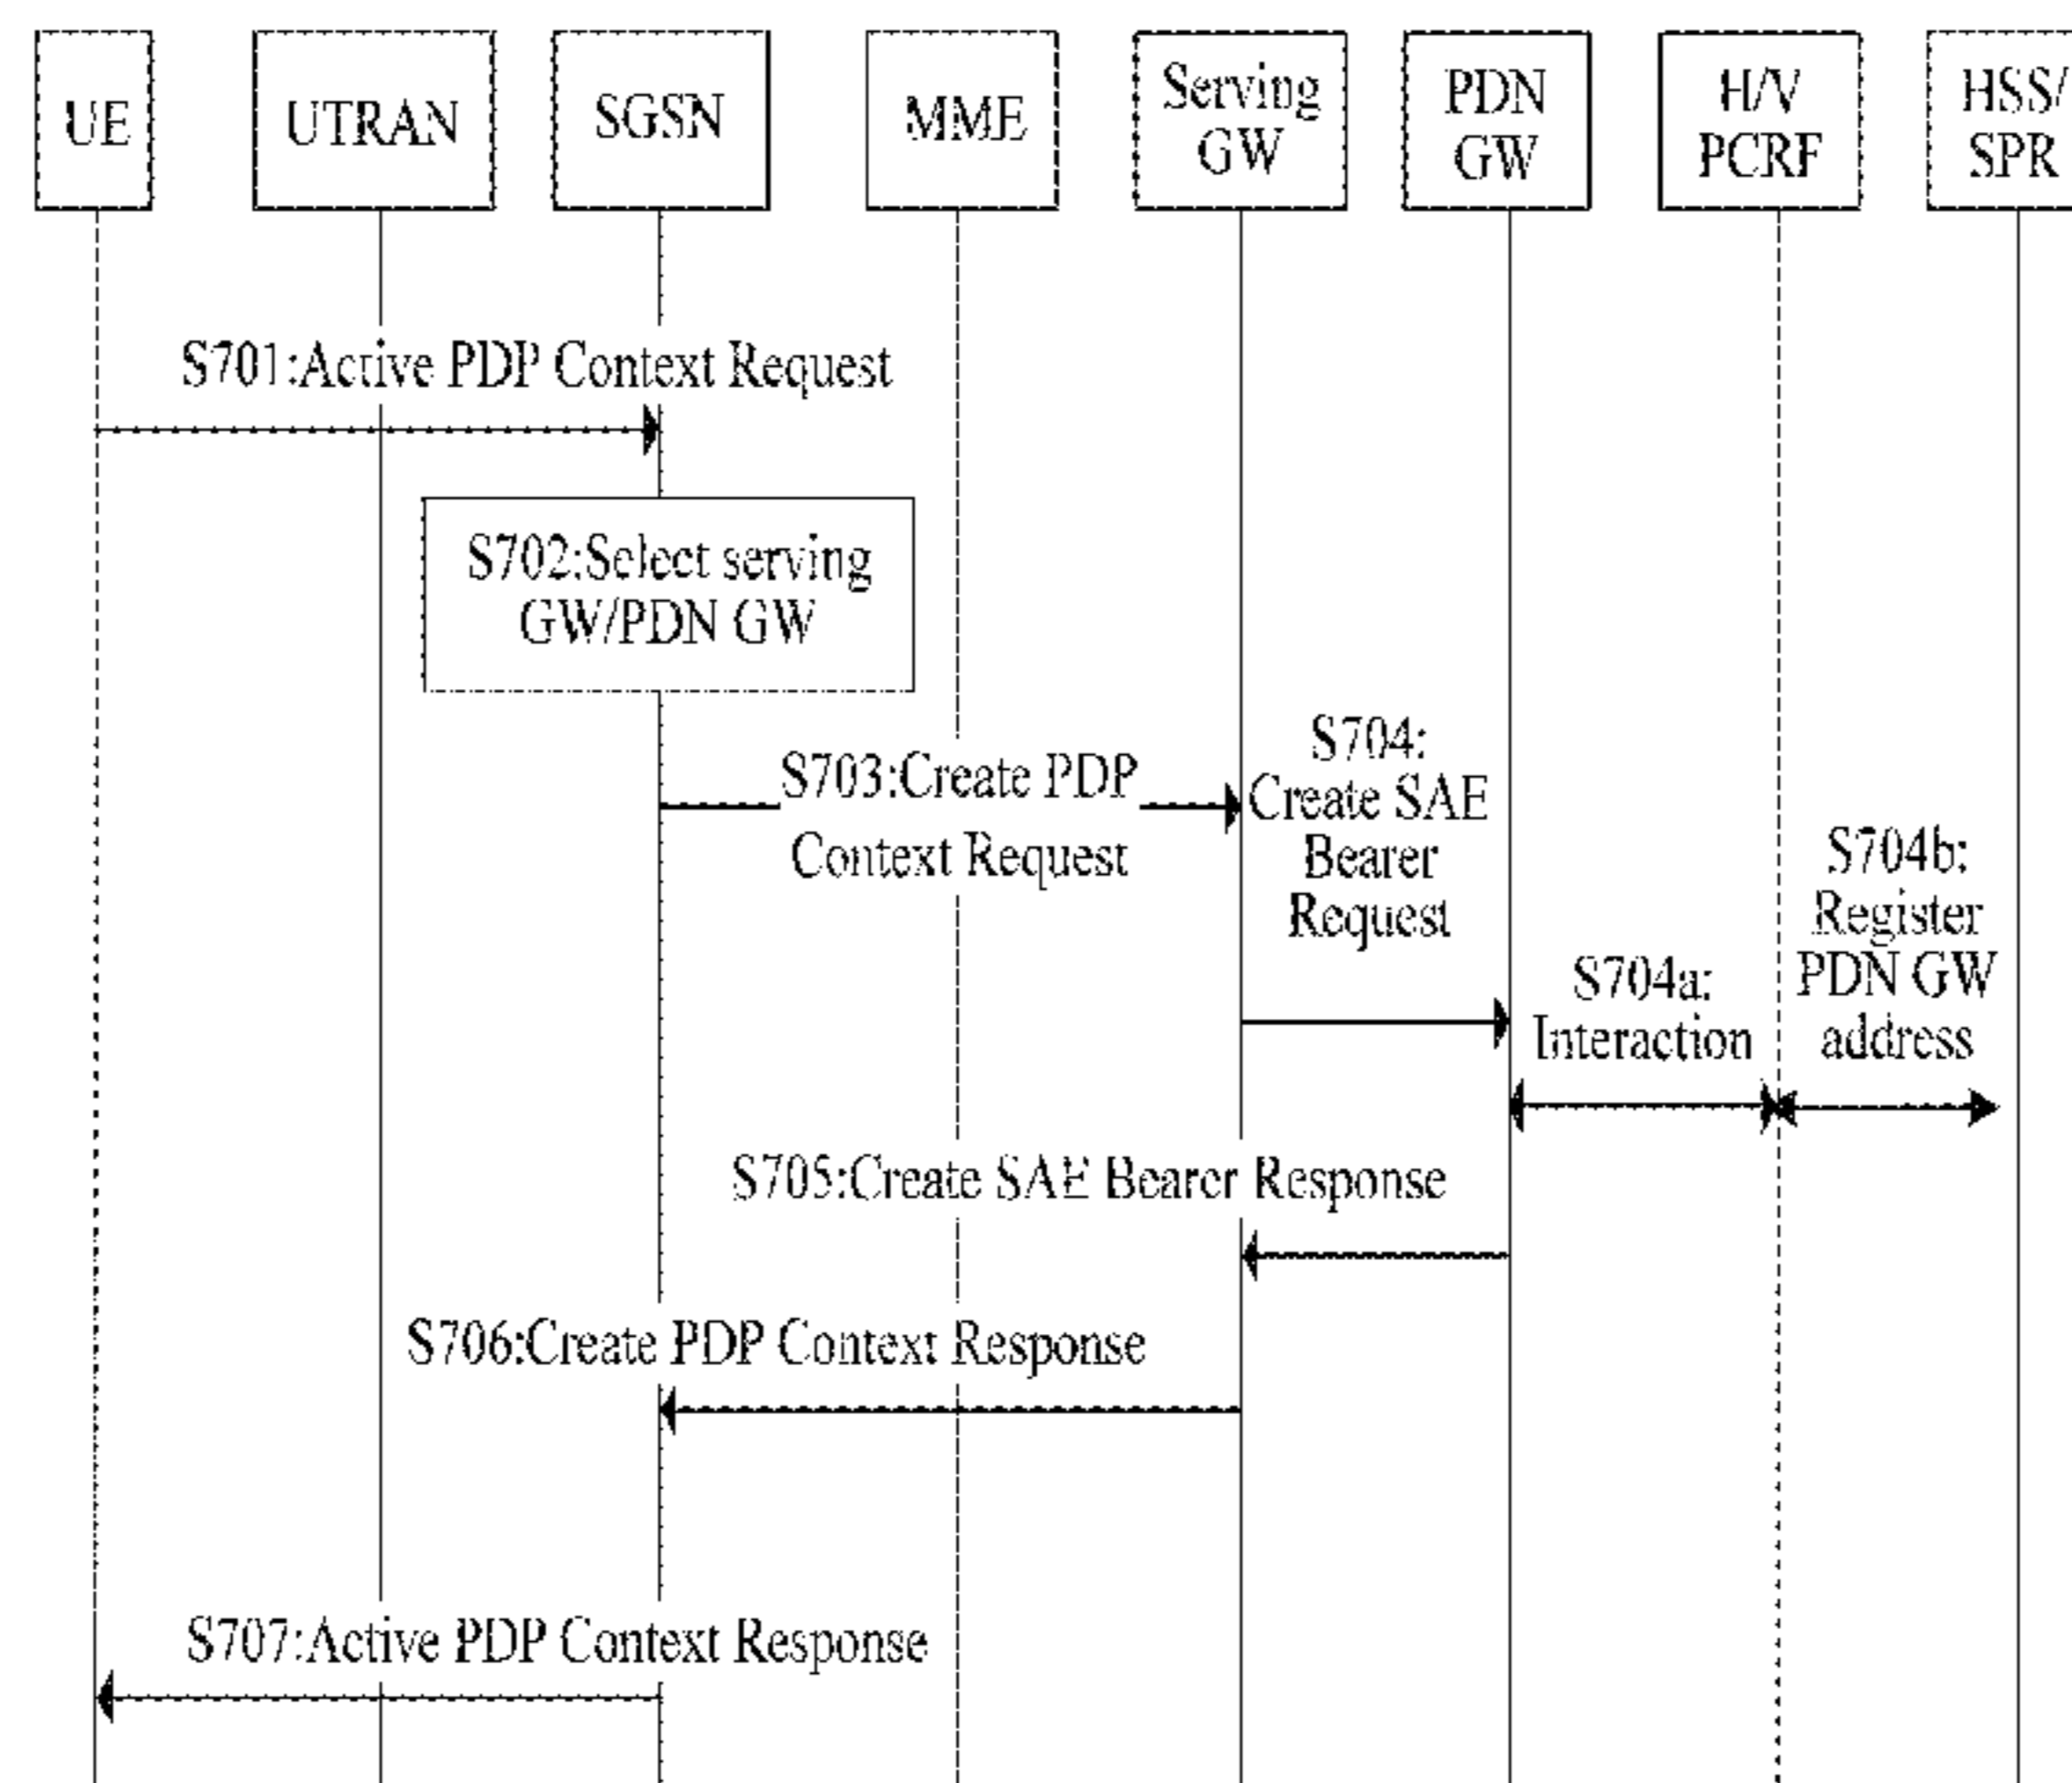 UE
UTRAN
SGSN
MME
Serving
GW
PDN
GW
H/V
PCRF
HSS/
SPR
S701:Active PDP Context Request
S702:Select serving
GW/PDN GW
S703:Create PDP
Context Request
S704:
Create SAE
Bearer
Request
S704a:
Interaction
S704b:
Register
PDN GW
address
S705:Create SAE Bearer Response
S706:Create PDP Context Response
S707:Active PDP Context Response